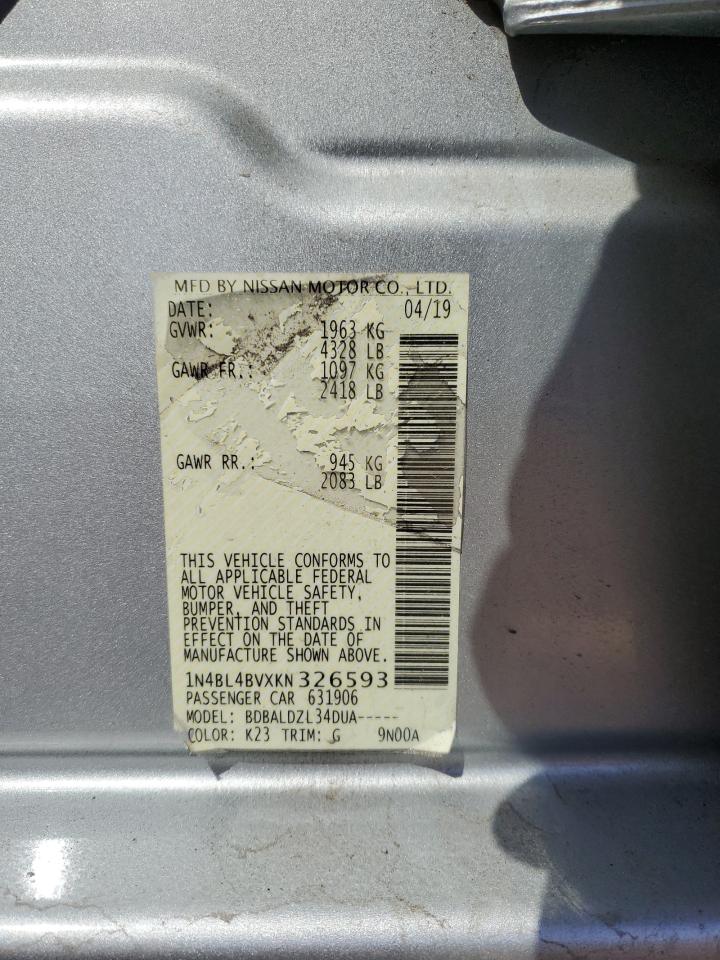 MFD BY NISSAN MOTOR CO., LTD.
DATE: 04/19
GVWR: 1963 KG
4328 LB
GAWR FR.: 1097 KG
2418 LB
GAWR RR.: 945 KG
2083 LB
THIS VEHICLE CONFORMS TO
ALL APPLICABLE FEDERAL
MOTOR VEHICLE SAFETY,
BUMPER, AND THEFT
PREVENTION STANDARDS IN
EFFECT ON THE DATE OF
MANUFACTURE SHOWN ABOVE.
1N4BL4BVXKN326593
PASSENGER CAR 631906
MODEL: BDBALDZL34DUA-----
COLOR: K23 TRIM: G 9N00A